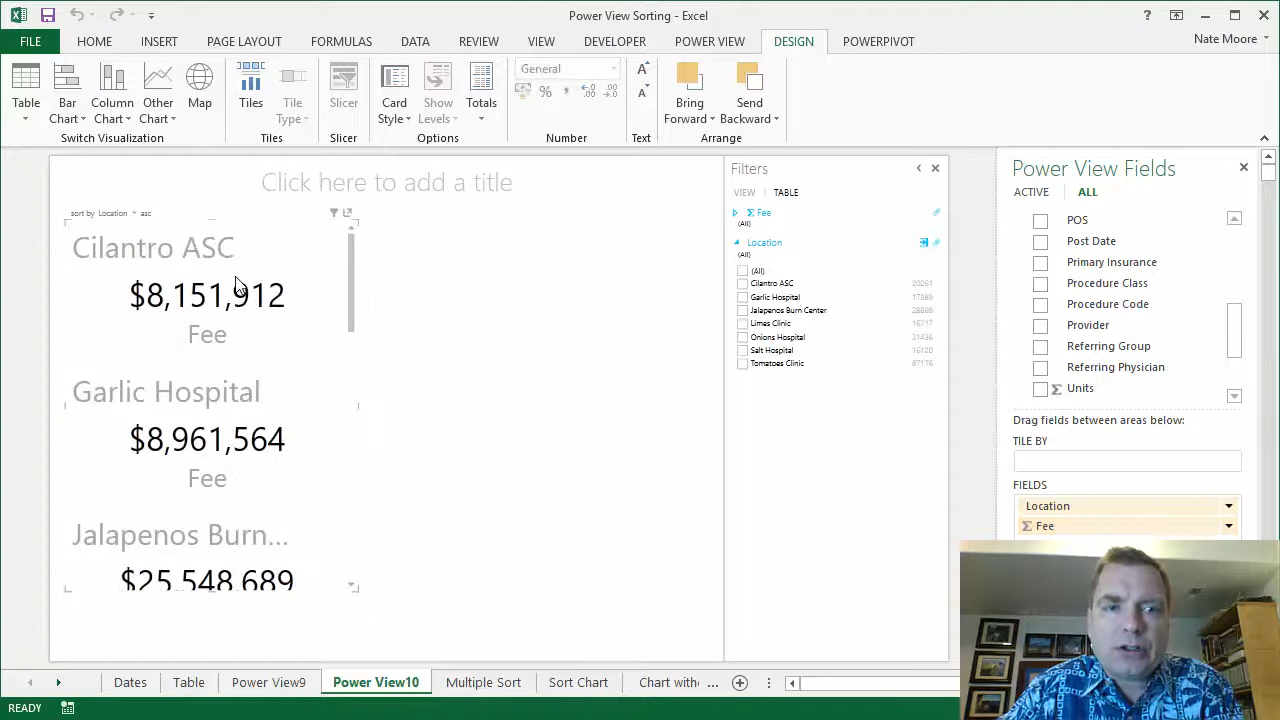 Power View Sorting - Excel
Nate Moore
FILE HOME INSERT PAGE LAYOUT FORMULAS DATA REVIEW VIEW DEVELOPER POWER VIEW DESIGN POWERPIVOT
Table
Bar Chart
Column Chart
Other Chart
Map
Switch Visualization
Tiles
Tile Type
Tiles
Slicer
Slicer
Card Style
Show Levels
Totals
Options
General
$ % ,
Number
A A
Text
Bring Forward
Send Backward
Arrange
Click here to add a title
sort by Location asc
Cilantro ASC
$8,151,912
Fee
Garlic Hospital
$8,961,564
Fee
Jalapenos Burn...
$25,548,689
Filters
VIEW TABLE
Σ Fee
(All)
Location
(All)
(All)
Cilantro ASC 20261
Garlic Hospital 17389
Jalapenos Burn Center
Limes Clinic 16717
Onions Hospital 31436
Salt Hospital 16120
Tomatoes Clinic 87176
Power View Fields
ACTIVE ALL
POS
Post Date
Primary Insurance
Procedure Class
Procedure Code
Provider
Referring Group
Referring Physician
Σ Units
Drag fields between areas below:
TILE BY
FIELDS
Location
Σ Fee
Dates Table Power View9 Power View10 Multiple Sort Sort Chart Chart with ...
READY